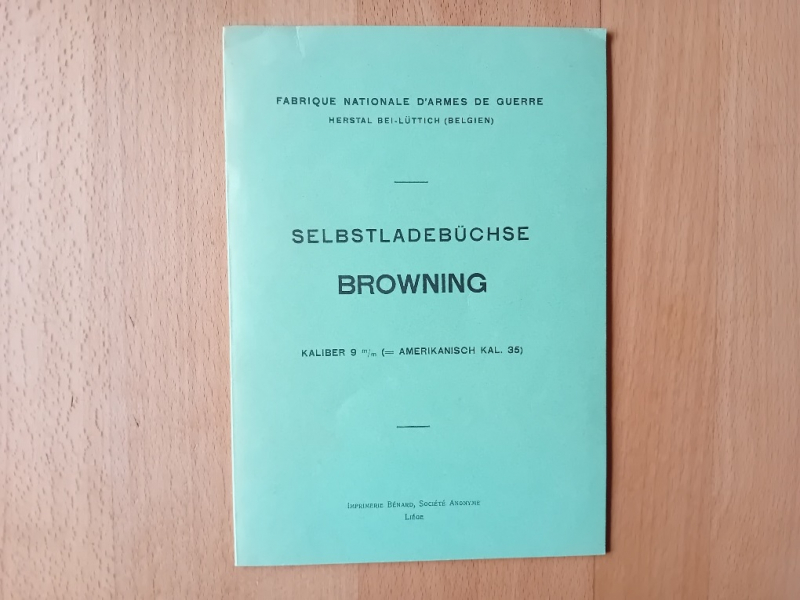 FABRIQUE NATIONALE D'ARMES DE GUERRE
HERSTAL BEI-LÜTTICH (BELGIEN)
SELBSTLADEBÜCHSE
BROWNING
KALIBER 9 m/m (= AMERIKANISCH KAL. 35)
IMPRIMERIE BÉNARD, SOCIÉTÉ ANONYME
LIÉGE